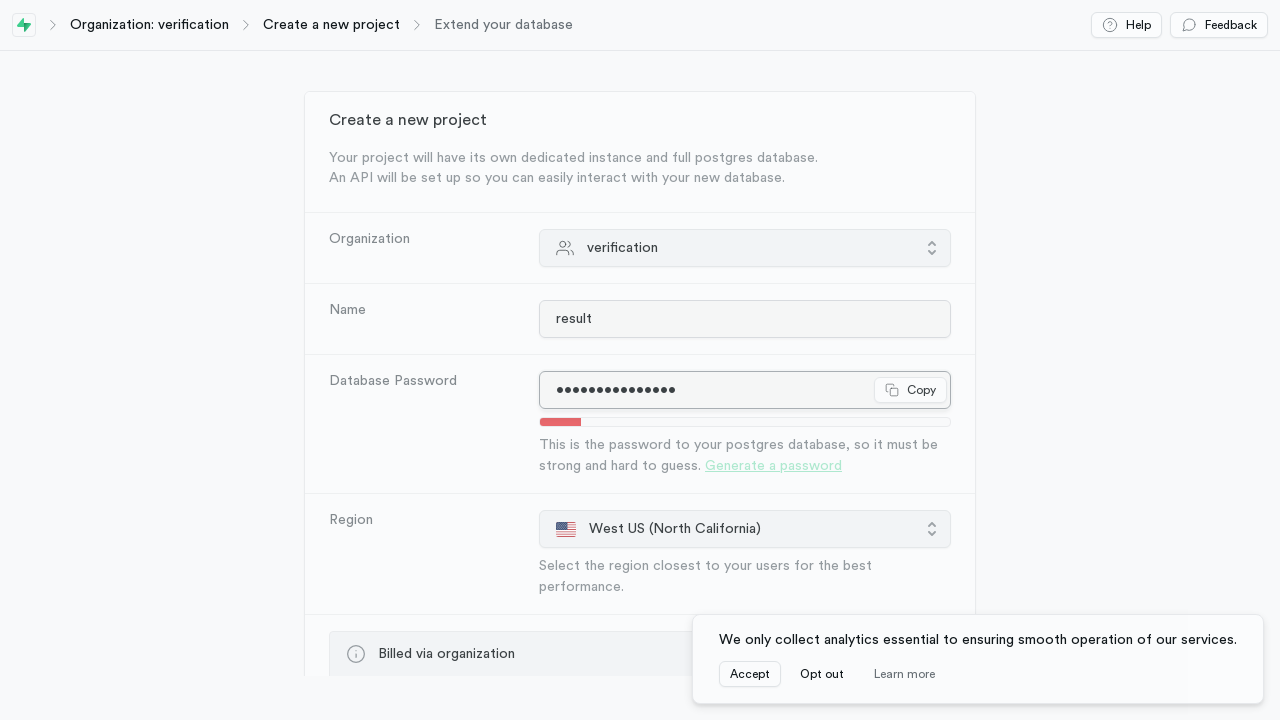 Organization: verification
Create a new project
Extend your database
Help
Feedback
Create a new project
Your project will have its own dedicated instance and full postgres database.
An API will be set up so you can easily interact with your new database.
Organization
verification
Name
result
Database Password
•••••••••••••••
Copy
This is the password to your postgres database, so it must be
strong and hard to guess. Generate a password
Region
West US (North California)
Select the region closest to your users for the best
performance.
Billed via organization
We only collect analytics essential to ensuring smooth operation of our services.
Accept
Opt out
Learn more